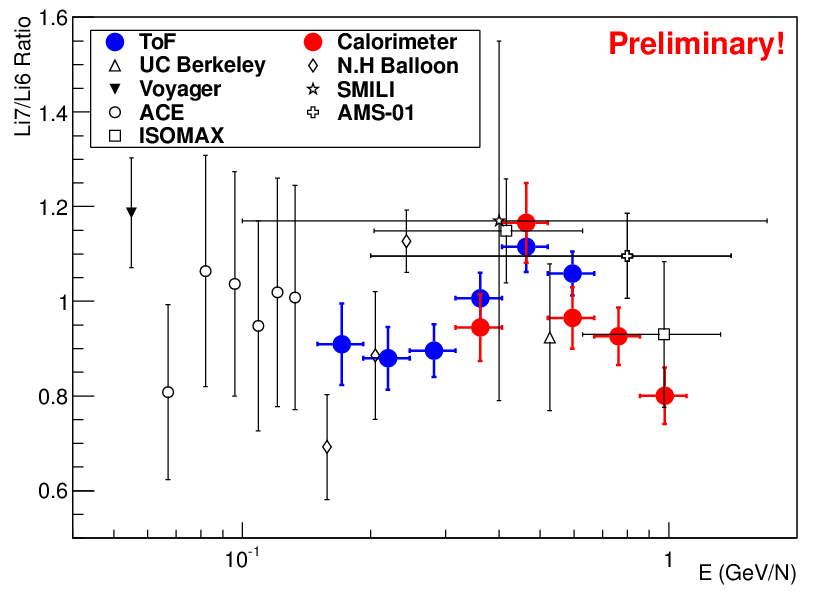 Li7/Li6 Ratio
1.6
1.4
1.2
1
0.8
0.6
ToF
Calorimeter
UC Berkeley
N.H Balloon
Voyager
SMILI
ACE
AMS-01
ISOMAX
Preliminary!
10-1
1
E (GeV/N)